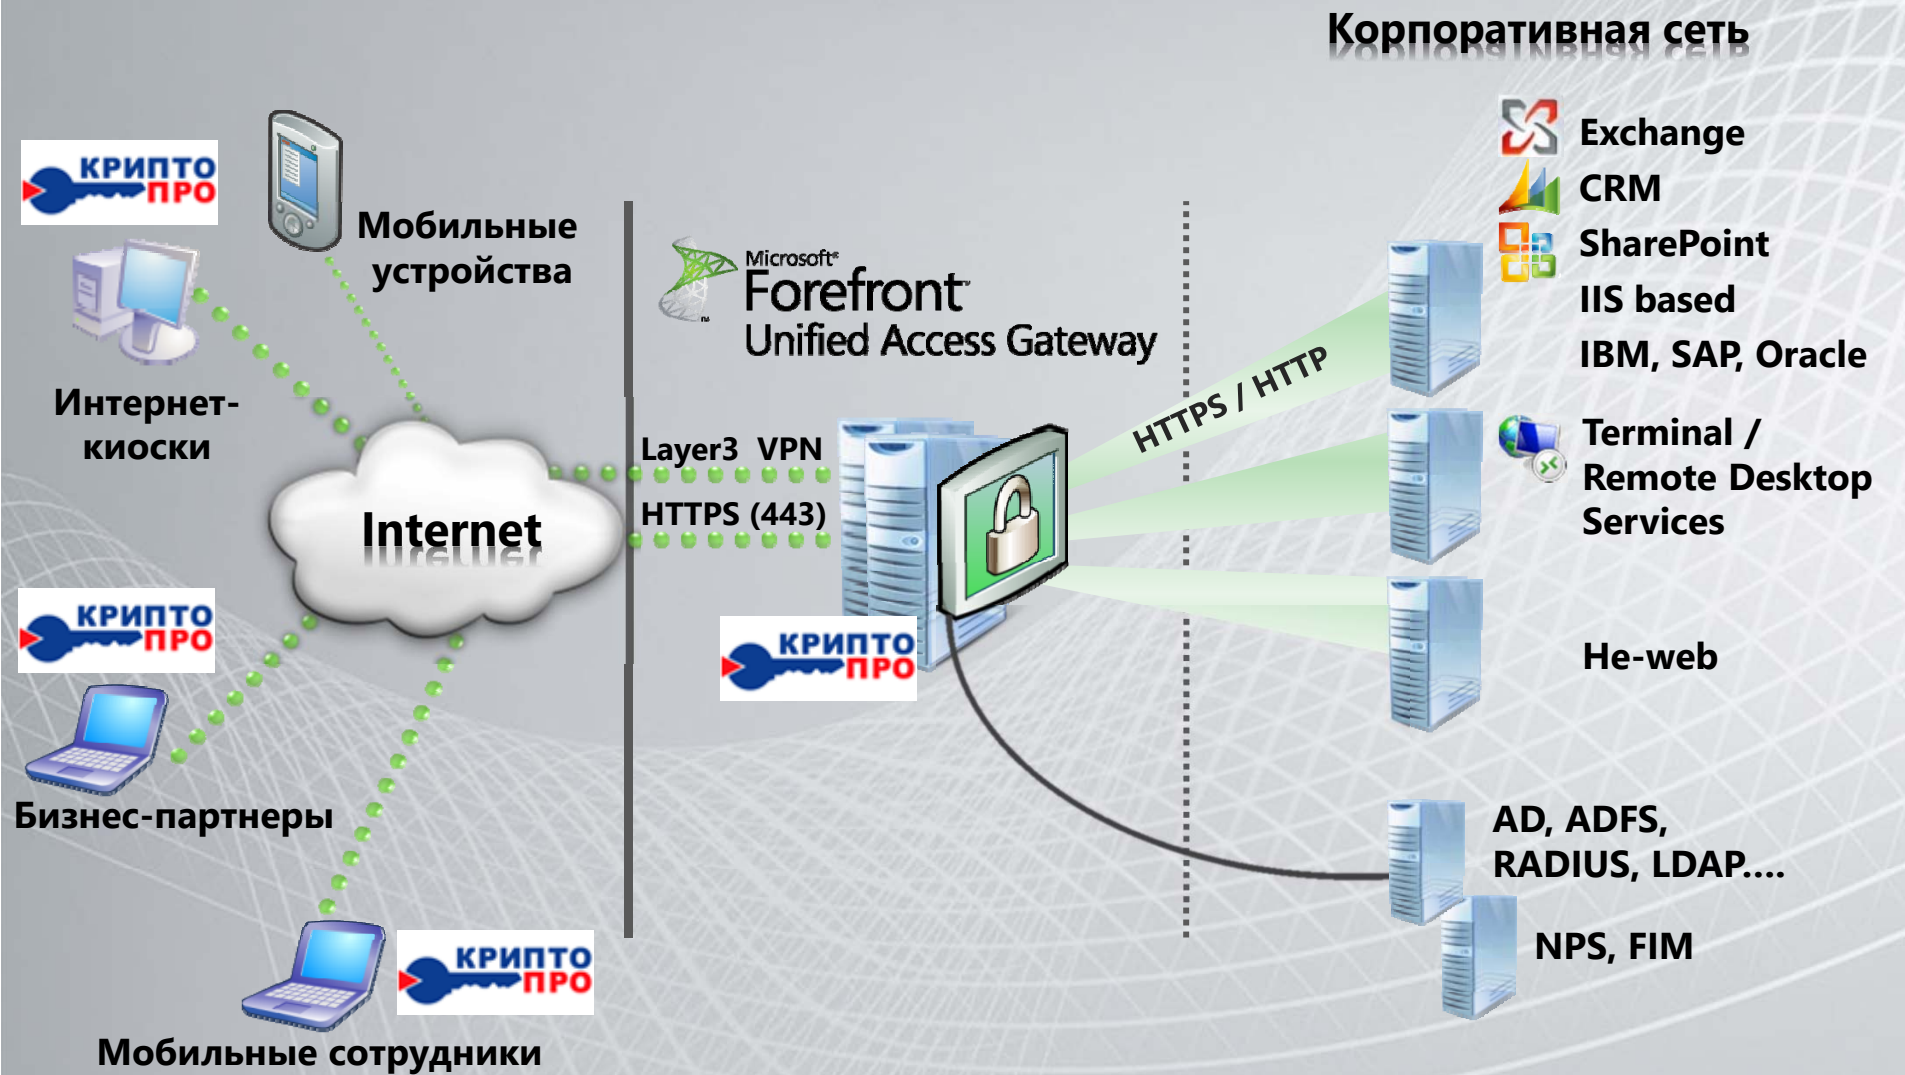 Корпоративная сеть
КРИПТО
ПРО
Мобильные
устройства
Интернет-
киоски
Internet
КРИПТО
ПРО
Бизнес-партнеры
КРИПТО
ПРО
Мобильные сотрудники
Microsoft®
Forefront™
Unified Access Gateway
Layer3 VPN
HTTPS (443)
КРИПТО
ПРО
HTTPS / HTTP
Exchange
CRM
SharePoint
IIS based
IBM, SAP, Oracle
Terminal /
Remote Desktop
Services
Не-web
AD, ADFS,
RADIUS, LDAP....
NPS, FIM